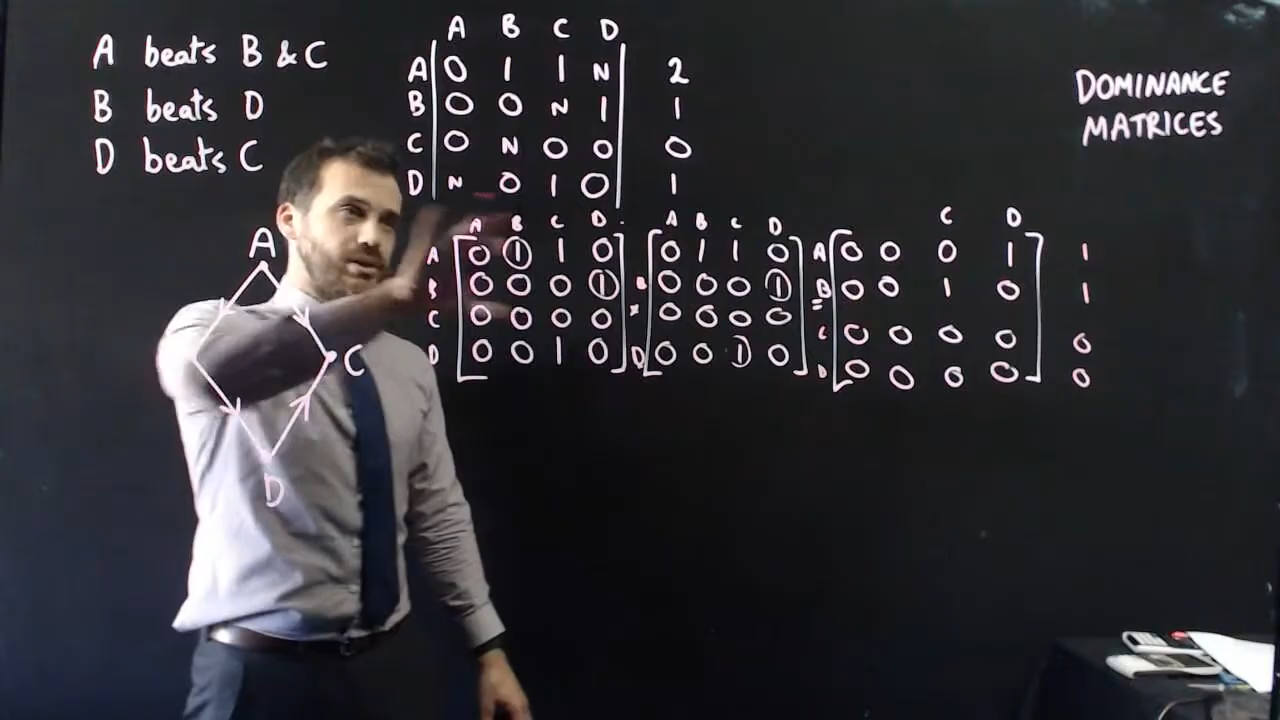 A beats B & C
B beats D
D beats C
A B C D
A 0 1 1 N 2
B 0 0 N 1 1
C 0 N 0 0 0
D N 0 1 0 1
DOMINANCE
MATRICES
A B C D A B C D C D
A 0 1 1 0 0 1 1 0 A 0 0 0 1 1
B 0 0 0 1 B 0 0 0 1 B 0 0 1 0 1
C 0 0 0 0 x 0 0 0 0 = C 0 0 0 0 0
D 0 0 1 0 D 0 0 1 0 D 0 0 0 0 0
A
C
D